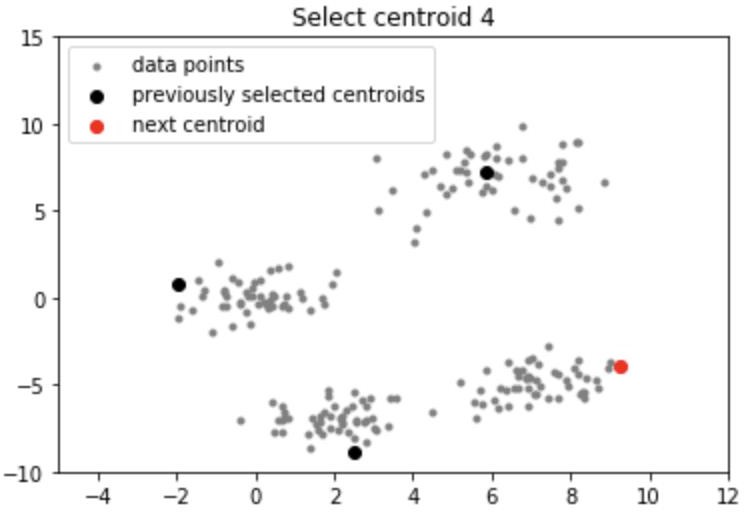 Select centroid 4
15
data points
previously selected centroids
next centroid
10
5
0
−5
−10
−4 −2 0 2 4 6 8 10 12